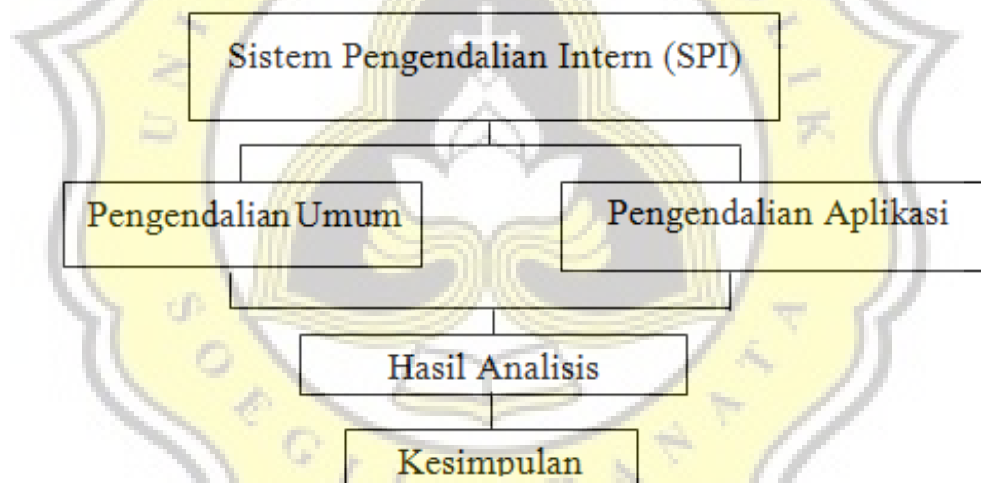 Sistem Pengendalian Intern (SPI)
Pengendalian Umum
Pengendalian Aplikasi
Hasil Analisis
Kesimpulan